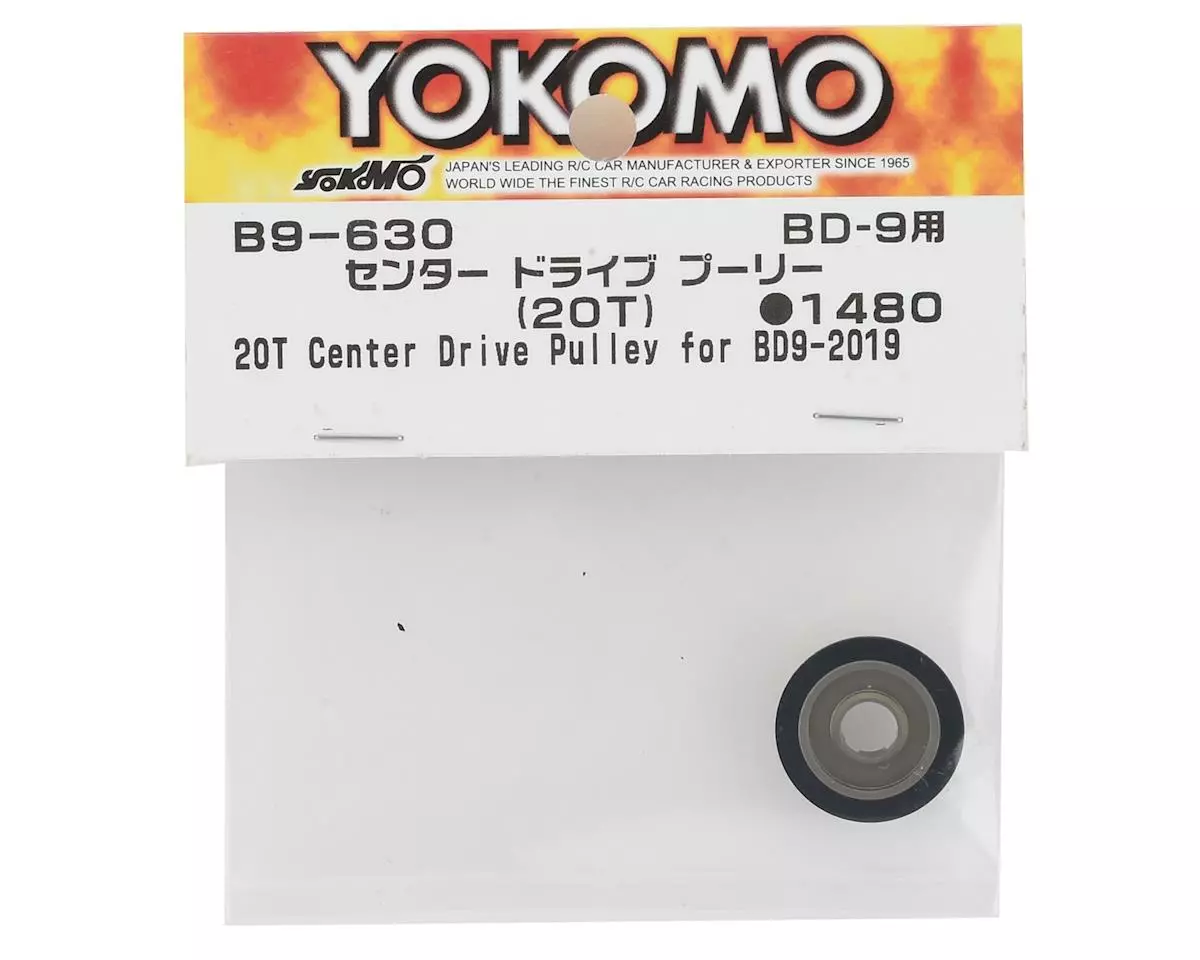 YOKOMO
YOKOMO JAPAN'S LEADING R/C CAR MANUFACTURER & EXPORTER SINCE 1965
WORLD WIDE THE FINEST R/C CAR RACING PRODUCTS
B9-630 BD-9用
センター ドライブ プーリー
(20T) ●1480
20T Center Drive Pulley for BD9-2019